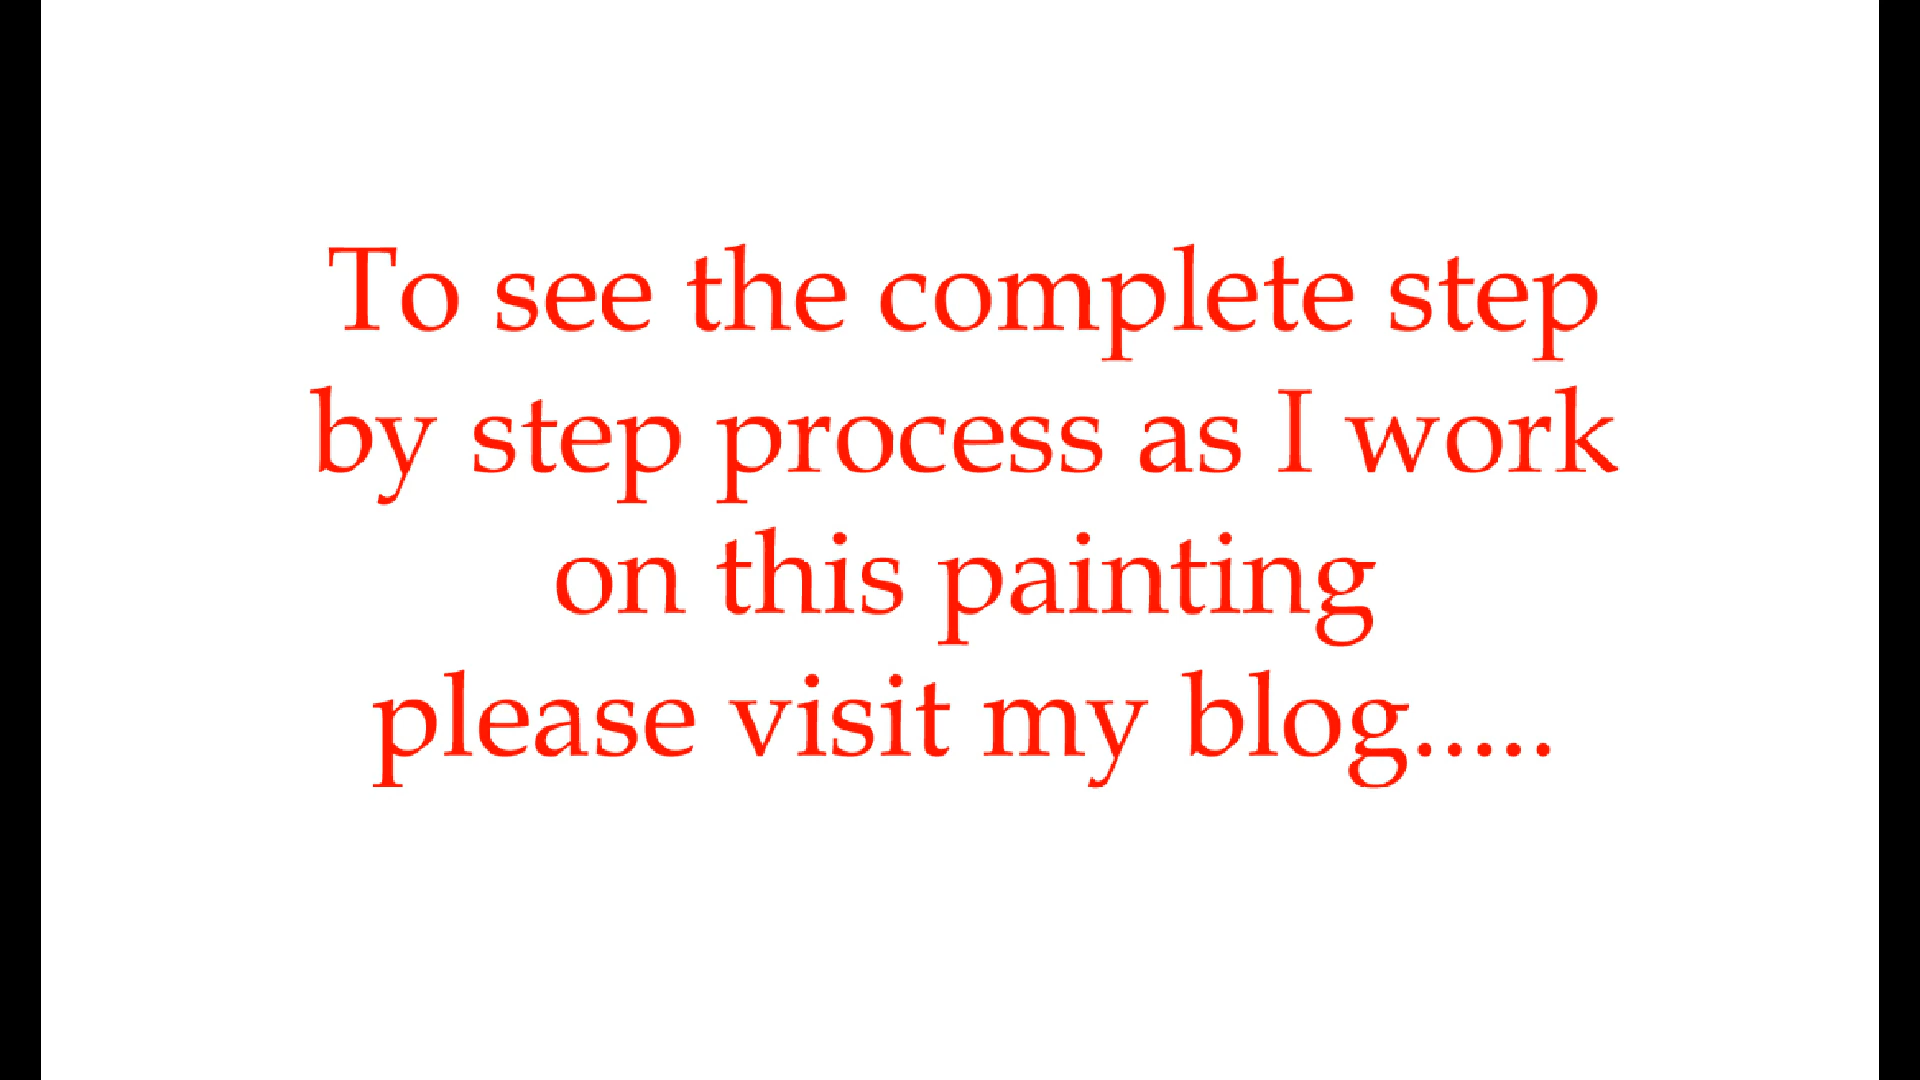 To see the complete step
by step process as I work
on this painting
please visit my blog.....